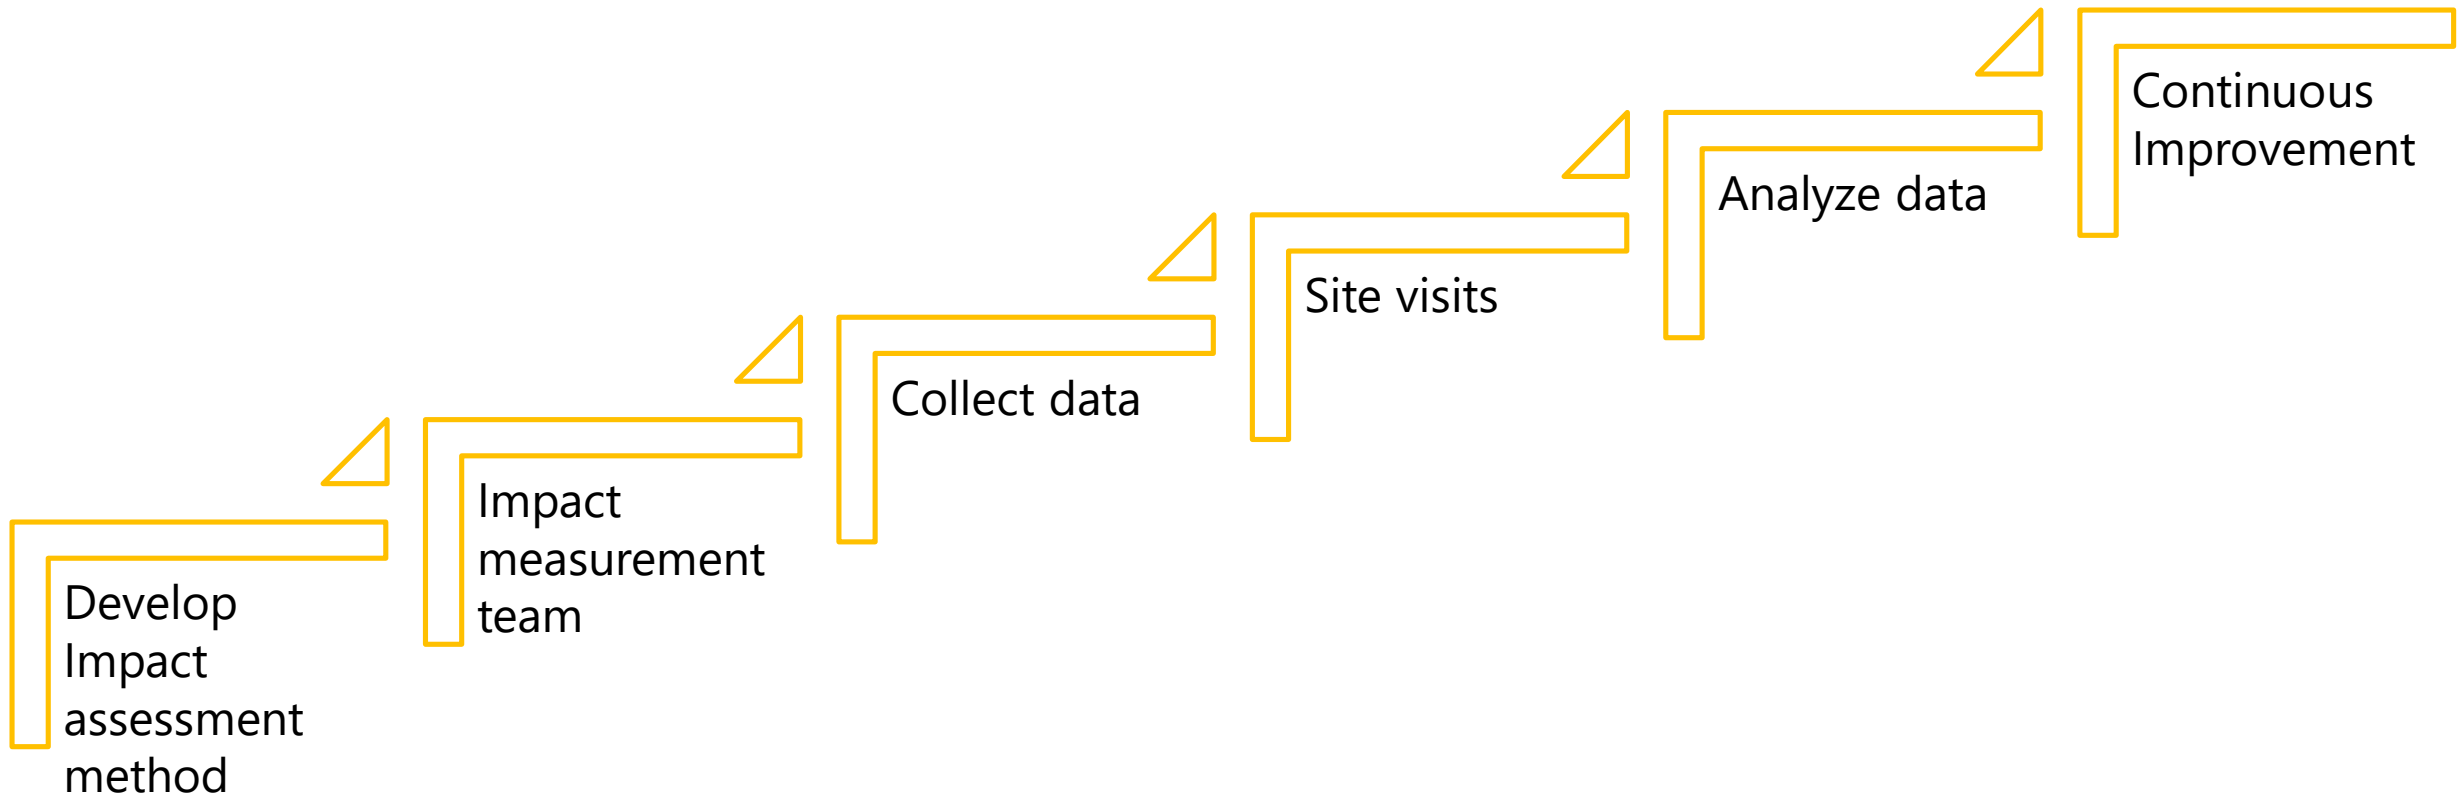 Develop
Impact
assessment
method
Impact
measurement
team
Collect data
Site visits
Analyze data
Continuous
Improvement